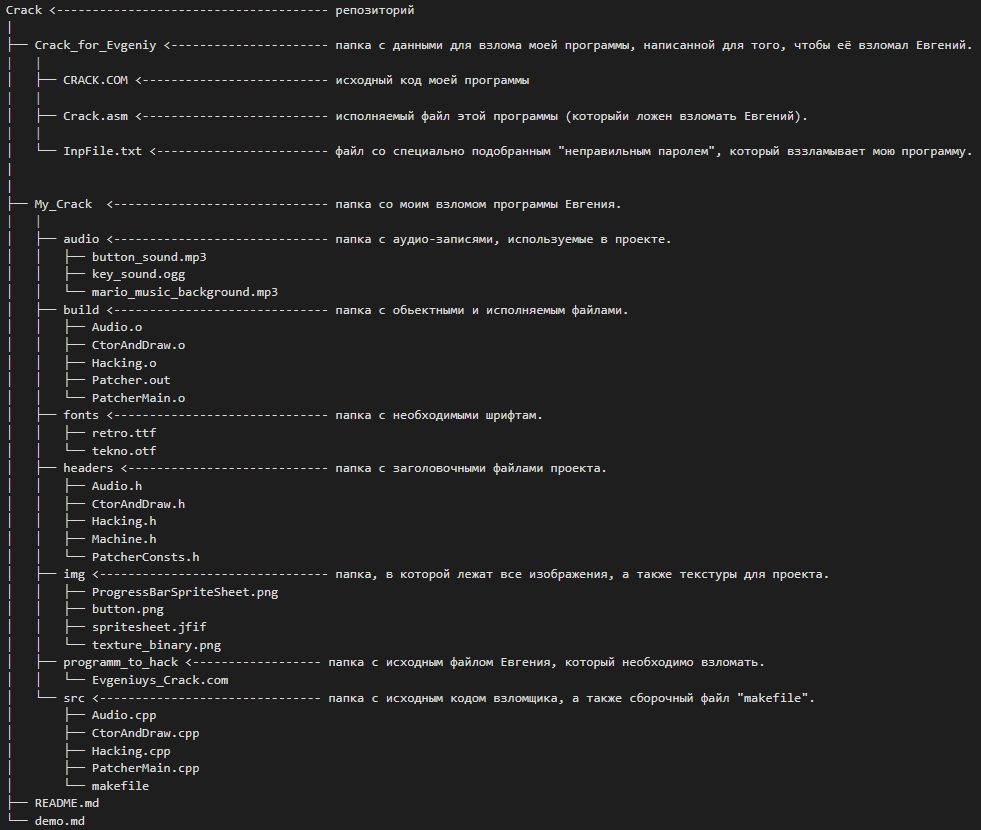 Crack <-------------------------------------- репозиторий
│
├── Crack_for_Evgeniy <---------------------- папка с данными для взлома моей программы, написанной для того, чтобы её взломал Евгений.
│   │
│   ├── CRACK.COM <-------------------------- исходный код моей программы
│   │
│   ├── Crack.asm <-------------------------- исполняемый файл этой программы (которыйи ложен взломать Евгений).
│   │
│   └── InpFile.txt <------------------------ файл со специально подобранным "неправильным паролем", который вззламывает мою программу.
│
│
├── My_Crack  <------------------------------ папка со моим взломом программы Евгения.
│   │
│   ├── audio <------------------------------ папка с аудио-записями, используемые в проекте.
│   │   ├── button_sound.mp3
│   │   ├── key_sound.ogg
│   │   └── mario_music_background.mp3
│   ├── build <------------------------------ папка с обьектными и исполняем файлами.
│   │   ├── Audio.o
│   │   ├── CtorAndDraw.o
│   │   ├── Hacking.o
│   │   ├── Patcher.out
│   │   └── PatcherMain.o
│   ├── fonts <------------------------------ папка с необходимыми шрифтам.
│   │   ├── retro.ttf
│   │   └── tekno.otf
│   ├── headers <---------------------------- папка с заголовочными файлами проекта.
│   │   ├── Audio.h
│   │   ├── CtorAndDraw.h
│   │   ├── Hacking.h
│   │   ├── Machine.h
│   │   └── PatcherConsts.h
│   ├── img <-------------------------------- папка, в которой лежат все изображения, а также текстуры для проекта.
│   │   ├── ProgressBarSpriteSheet.png
│   │   ├── button.png
│   │   ├── spritesheet.jfif
│   │   └── texture_binary.png
│   ├── programm_to_hack <------------------ папка с исходным файлом Евгения, который необходимо взломать.
│   │   └── Evgeniuys_Crack.com
│   └── src <------------------------------- папка с исходным кодом взломщика, а также сборочный файл "makefile".
│       ├── Audio.cpp
│       ├── CtorAndDraw.cpp
│       ├── Hacking.cpp
│       ├── PatcherMain.cpp
│       └── makefile
├── README.md
└── demo.md